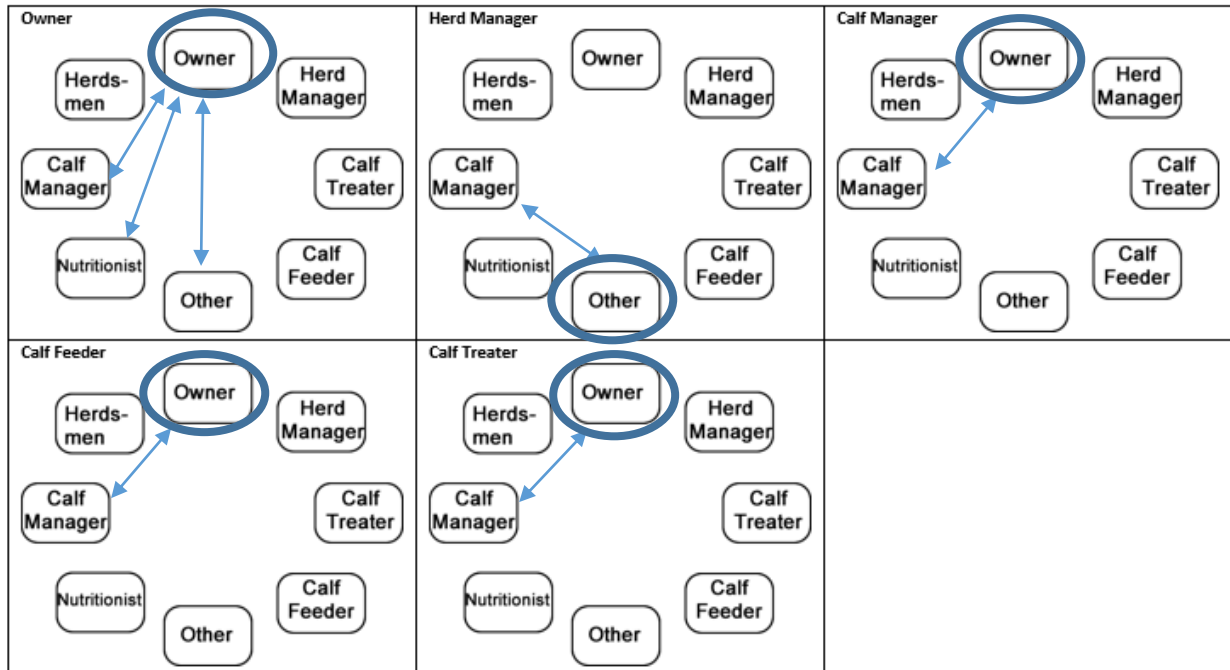 Owner
Owner
Herds-
men
Herd
Manager
Calf
Manager
Calf
Treater
Nutritionist
Calf
Feeder
Other
Herd Manager
Owner
Herds-
men
Herd
Manager
Calf
Manager
Calf
Treater
Nutritionist
Calf
Feeder
Other
Calf Manager
Owner
Herds-
men
Herd
Manager
Calf
Manager
Calf
Treater
Nutritionist
Calf
Feeder
Other
Calf Feeder
Owner
Herds-
men
Herd
Manager
Calf
Manager
Calf
Treater
Nutritionist
Calf
Feeder
Other
Calf Treater
Owner
Herds-
men
Herd
Manager
Calf
Manager
Calf
Treater
Nutritionist
Calf
Feeder
Other